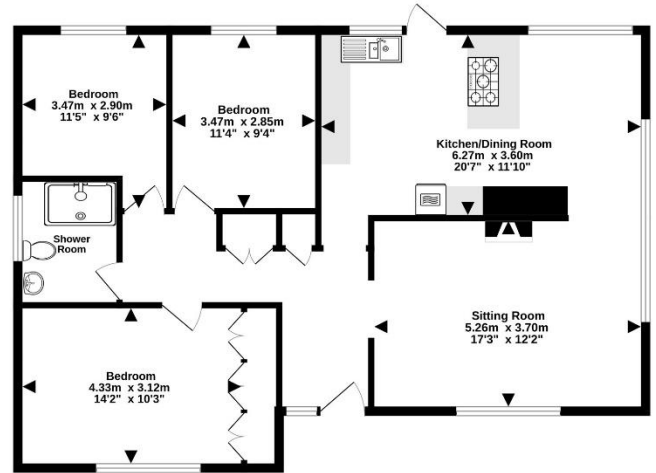 Bedroom
3.47m x 2.90m
11'5" x 9'6"
Bedroom
3.47m x 2.85m
11'4" x 9'4"
Kitchen/Dining Room
6.27m x 3.60m
20'7" x 11'10"
Shower
Room
Sitting Room
5.26m x 3.70m
17'3" x 12'2"
Bedroom
4.33m x 3.12m
14'2" x 10'3"